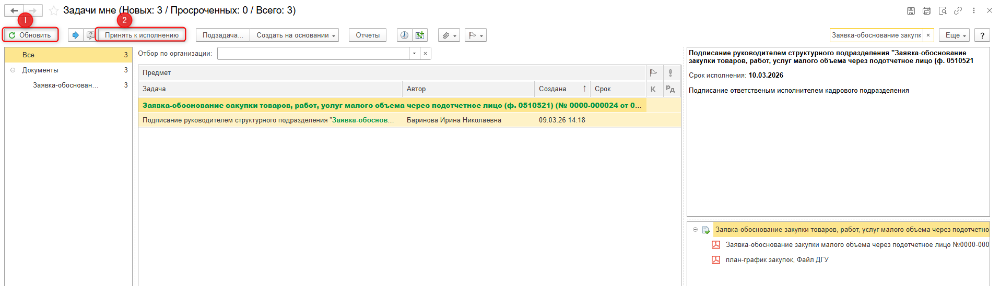 Задачи мне (Новых: 3 / Просроченных: 0 / Всего: 3)
1
2
Обновить
Принять к исполнению
Подзадача...
Создать на основании
Отчеты
Заявка-обоснование закупк ×
Еще
?
Все 3
Документы 3
Заявка-обоснован... 3
Отбор по организации:
Предмет
Задача Автор Создана ↑ Срок К Рд
Заявка-обоснование закупки товаров, работ, услуг малого объема через подотчетное лицо (ф. 0510521) (№ 0000-000024 от 0...
Подписание руководителем структурного подразделения "Заявка-обоснов... Баринова Ирина Николаевна 09.03.26 14:18
Подписание руководителем структурного подразделения "Заявка-обоснование
закупки товаров, работ, услуг малого объема через подотчетное лицо (ф. 0510521
Срок исполнения: 10.03.2026
Подписание ответственым исполнителем кадрового подразделения
Заявка-обоснование закупки товаров, работ, услуг малого объема через подотчетно
Заявка-обоснование закупки малого объема через подотчетное лицо №0000-000
план-график закупок, Файл ДГУ